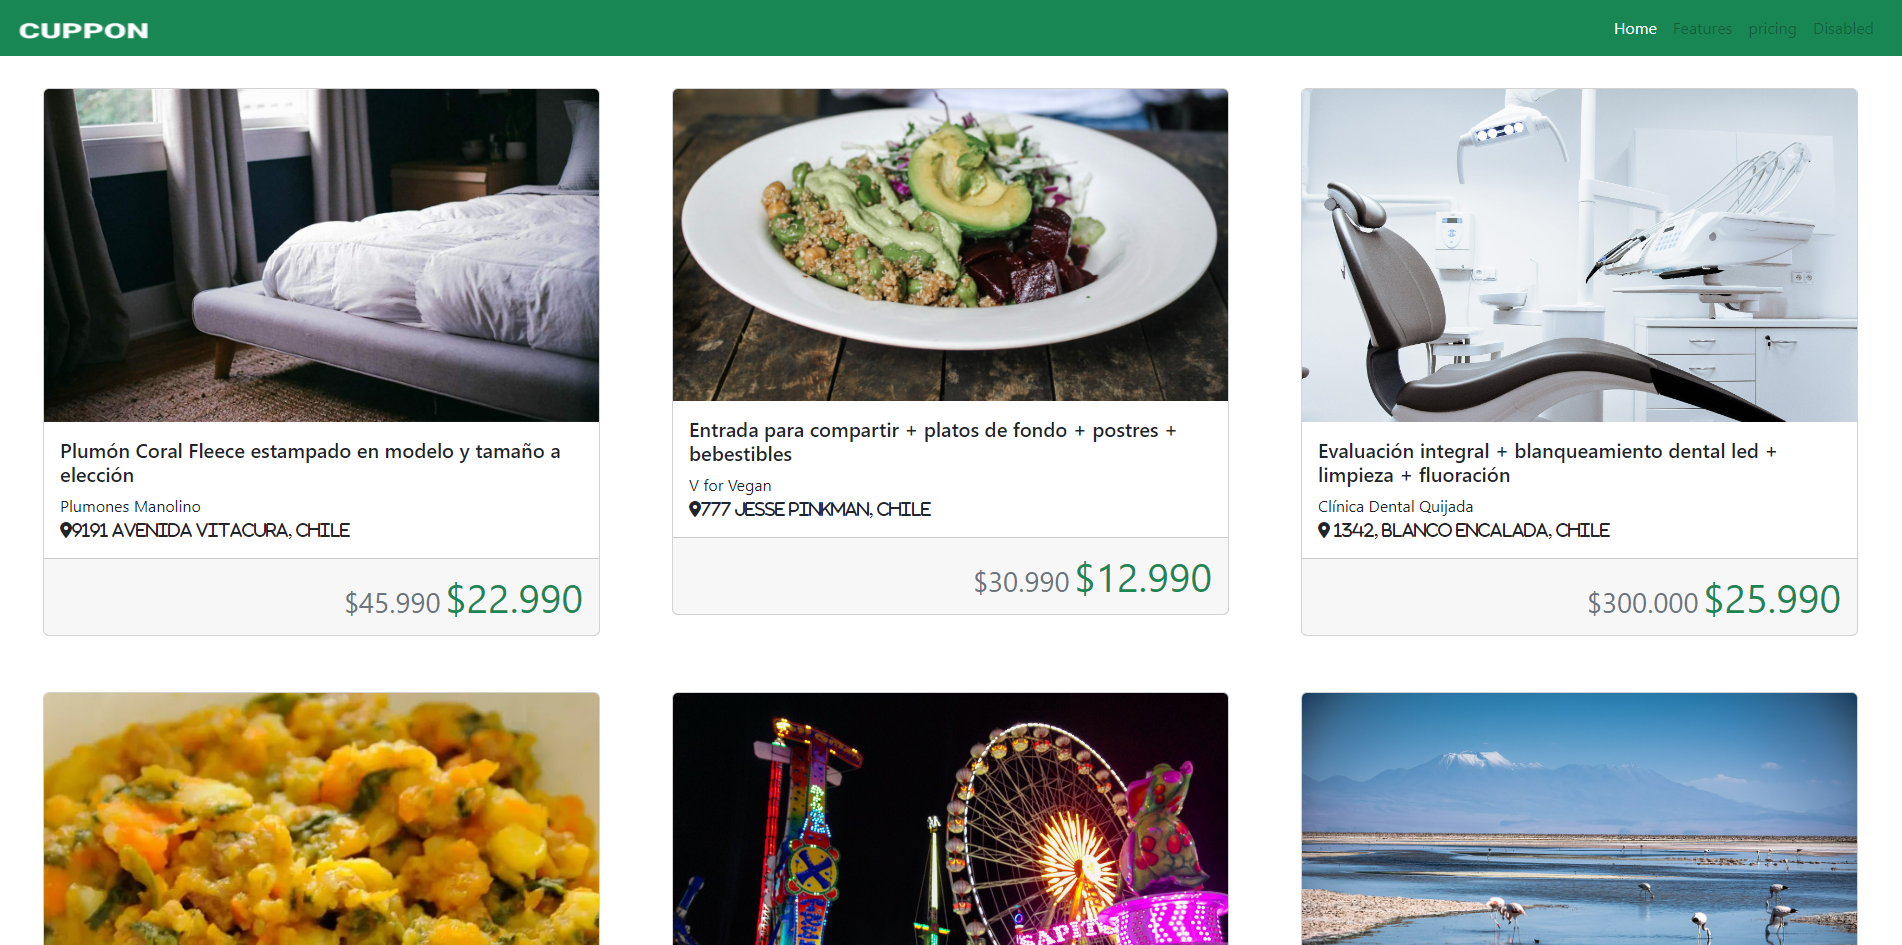 CUPPON
Home Features pricing Disabled
Plumón Coral Fleece estampado en modelo y tamaño a
elección
Plumones Manolino
9191 AVENIDA VITACURA, CHILE
$45.990 $22.990
Entrada para compartir + platos de fondo + postres +
bebestibles
V for Vegan
777 JESSE PINKMAN, CHILE
$30.990 $12.990
Evaluación integral + blanqueamiento dental led +
limpieza + fluoración
Clínica Dental Quijada
1342, BLANCO ENCALADA, CHILE
$300.000 $25.990